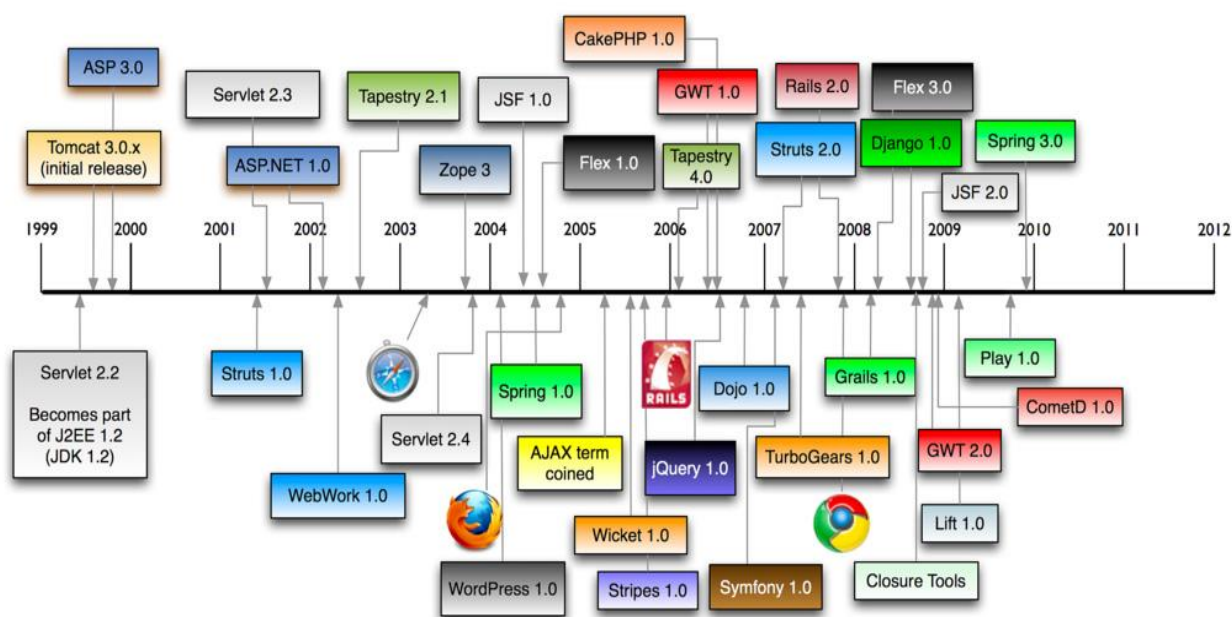 CakePHP 1.0
ASP 3.0
Servlet 2.3
Tapestry 2.1
JSF 1.0
GWT 1.0
Rails 2.0
Flex 3.0
Tomcat 3.0.x
(initial release)
ASP.NET 1.0
Zope 3
Flex 1.0
Tapestry
4.0
Struts 2.0
Django 1.0
Spring 3.0
JSF 2.0
1999
2000
2001
2002
2003
2004
2005
2006
2007
2008
2009
2010
2011
2012
Servlet 2.2
Becomes part
of J2EE 1.2
(JDK 1.2)
Struts 1.0
Spring 1.0
RAILS
Dojo 1.0
Grails 1.0
Play 1.0
CometD 1.0
Servlet 2.4
AJAX term
coined
jQuery 1.0
TurboGears 1.0
GWT 2.0
WebWork 1.0
Wicket 1.0
Lift 1.0
WordPress 1.0
Stripes 1.0
Symfony 1.0
Closure Tools